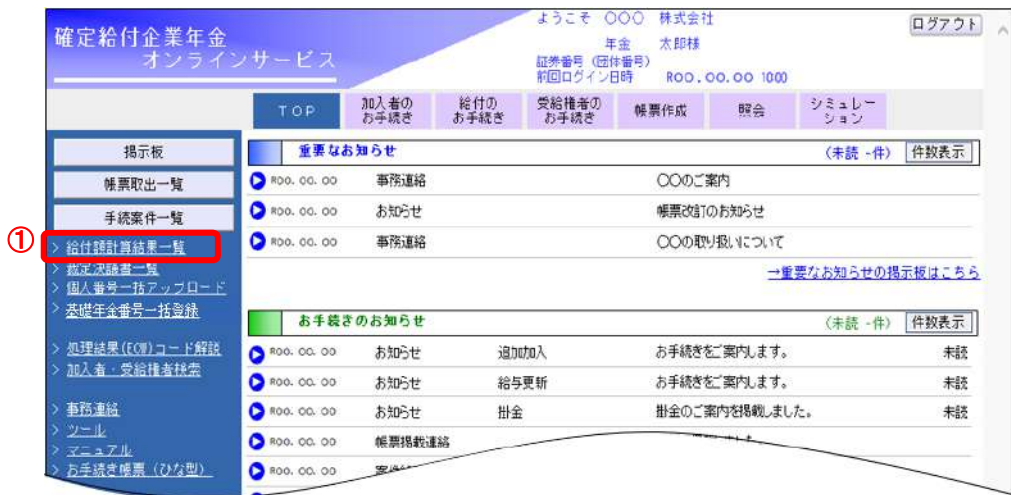 確定給付企業年金
オンラインサービス
ようこそ 〇〇〇 株式会社
年金 太郎様
証券番号（団体番号）
前回ログイン日時 R00.00.00 1000
ログアウト
TOP
加入者の
お手続き
給付の
お手続き
受給権者の
お手続き
帳票作成
照会
シミュレー
ション
掲示板
帳票取出一覧
手続案件一覧
①
> 給付額計算結果一覧
> 裁定決議書一覧
> 個人番号一括アップロード
> 基礎年金番号一括登録
> 処理結果(ECW)コード解説
> 加入者・受給権者検索
> 事務連絡
> ツール
> マニュアル
> お手続き帳票（ひな型）
重要なお知らせ （未読 -件） 件数表示
R00. 00. 00 事務連絡 〇〇のご案内
R00. 00. 00 お知らせ 帳票改訂のお知らせ
R00. 00. 00 事務連絡 〇〇の取り扱いについて
→重要なお知らせの掲示板はこちら
お手続きのお知らせ （未読 -件） 件数表示
R00. 00. 00 お知らせ 追加加入 お手続きをご案内します。 未読
R00. 00. 00 お知らせ 給与更新 お手続きをご案内します。 未読
R00. 00. 00 お知らせ 掛金 掛金のご案内を掲載しました。 未読
R00. 00. 00 帳票掲載連絡
R00. 00. 00